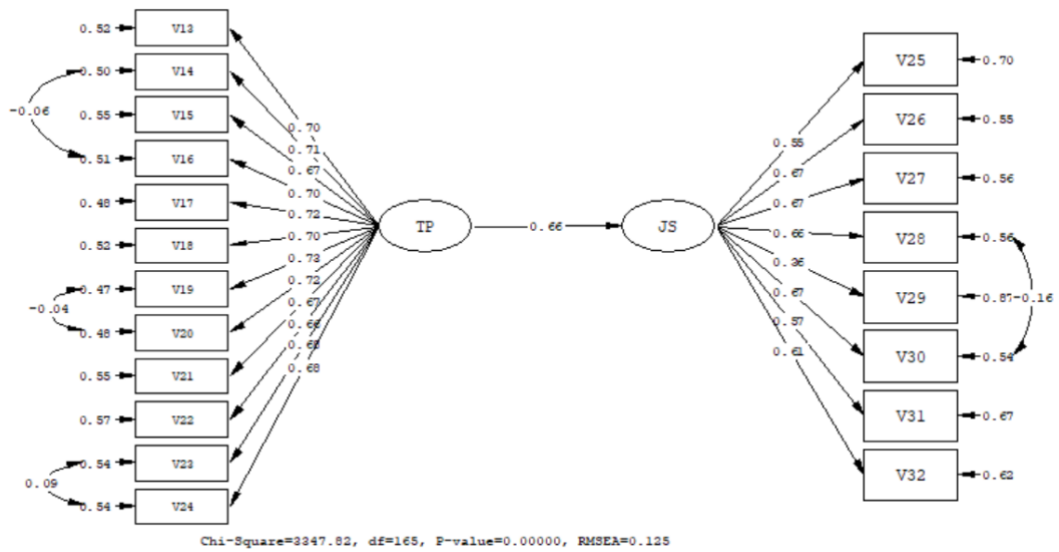 0.52 V13
0.50 V14
-0.06
0.55 V15
0.51 V16
0.48 V17
0.52 V18
0.47 V19
-0.04
0.48 V20
0.55 V21
0.57 V22
0.54 V23
0.09
0.54 V24
0.70
0.71
0.67
0.70
0.72
0.70
0.73
0.72
0.67
0.66
0.68
0.68
TP
0.66
JS
0.55
0.67
0.67
0.66
0.36
0.67
0.57
0.61
V25 0.70
V26 0.55
V27 0.56
V28 0.56
V29 0.87 -0.16
V30 0.54
V31 0.67
V32 0.62
Chi-Square=3347.82, df=165, P-value=0.00000, RMSEA=0.125